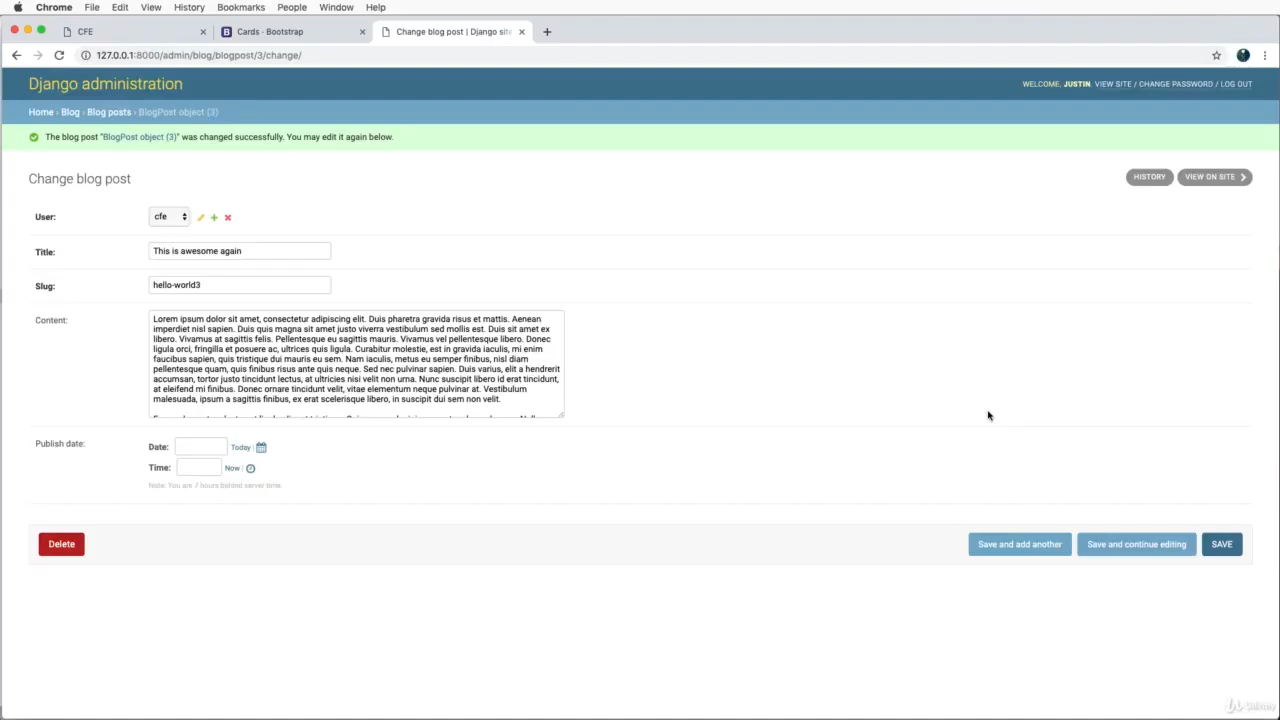 Chrome File Edit View History Bookmarks People Window Help
CFE Cards · Bootstrap Change blog post | Django site
127.0.0.1:8000/admin/blog/blogpost/3/change/
Django administration
WELCOME, JUSTIN. VIEW SITE / CHANGE PASSWORD / LOG OUT
Home › Blog › Blog posts › BlogPost object (3)
The blog post "BlogPost object (3)" was changed successfully. You may edit it again below.
Change blog post
HISTORY VIEW ON SITE
User: cfe
Title: This is awesome again
Slug: hello-world3
Content:
Lorem ipsum dolor sit amet, consectetur adipiscing elit. Duis pharetra gravida risus et mattis. Aenean
imperdiet nisl sapien. Duis quis magna sit amet justo viverra vestibulum sed mollis est. Duis sit amet ex
libero. Vivamus at sagittis felis. Pellentesque eu sagittis mauris. Vivamus vel pellentesque libero. Donec
ligula orci, fringilla et posuere ac, ultrices quis ligula. Curabitur molestie, est in gravida iaculis, mi enim
faucibus sapien, quis tristique dui mauris eu sem. Nam iaculis, metus eu semper finibus, nisl diam
pellentesque quam, quis finibus risus ante quis neque. Sed nec pulvinar sapien. Duis varius, elit a hendrerit
accumsan, tortor justo tincidunt lectus, at ultricies nisi velit non urna. Nunc suscipit libero id erat tincidunt,
at eleifend mi finibus. Donec ornare tincidunt velit, vitae elementum neque pulvinar at. Vestibulum
malesuada, ipsum a sagittis finibus, ex erat scelerisque libero, in suscipit dui sem non velit.
Publish date:
Date: Today |
Time: Now |
Note: You are 7 hours behind server time.
Delete Save and add another Save and continue editing SAVE
Udemy